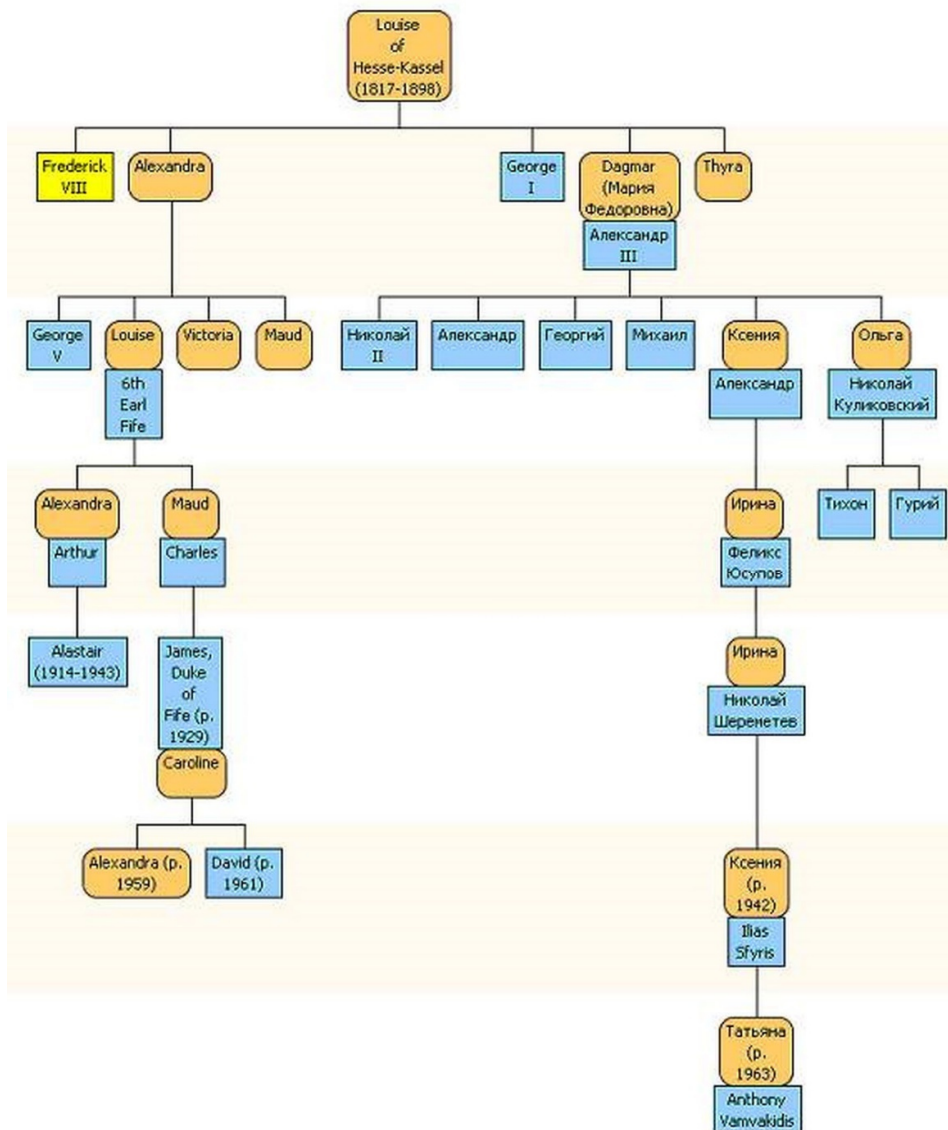 Louise
of
Hesse-Kassel
(1817-1898)
Frederick
VIII
Alexandra
George
I
Dagmar
(Мария
Федоровна)
Александр
III
Thyra
George
V
Louise
6th
Earl
Fife
Victoria
Maud
Николай
II
Александр
Георгий
Михаил
Ксения
Александр
Ольга
Николай
Куликовский
Alexandra
Arthur
Maud
Charles
Ирина
Феликс
Юсупов
Тихон
Гурий
Alastair
(1914-1943)
James,
Duke
of
Fife (р.
1929)
Caroline
Ирина
Николай
Шереметев
Alexandra (р.
1959)
David (р.
1961)
Ксения
(р.
1942)
Ilias
Sfyris
Татьяна
(р.
1963)
Anthony
Vamvakidis